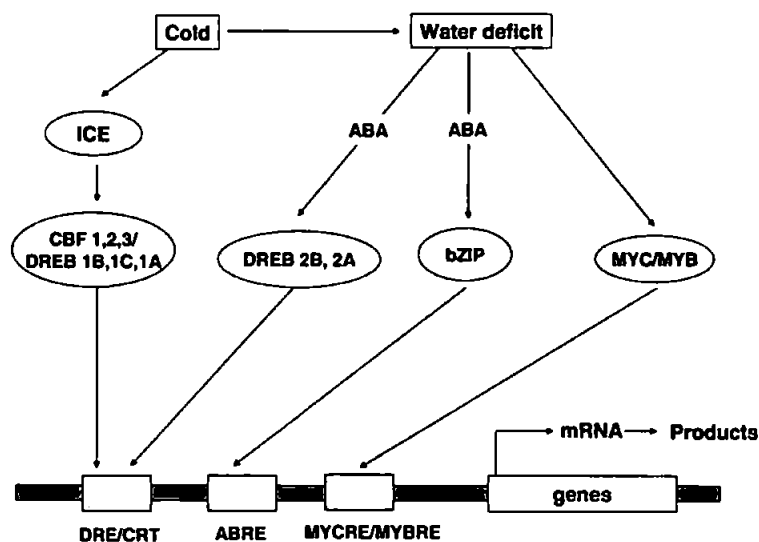 Cold
Water deficit
ICE
ABA
ABA
CBF 1,2,3/
DREB 1B,1C,1A
DREB 2B, 2A
bZIP
MYC/MYB
mRNA
Products
genes
DRE/CRT
ABRE
MYCRE/MYBRE